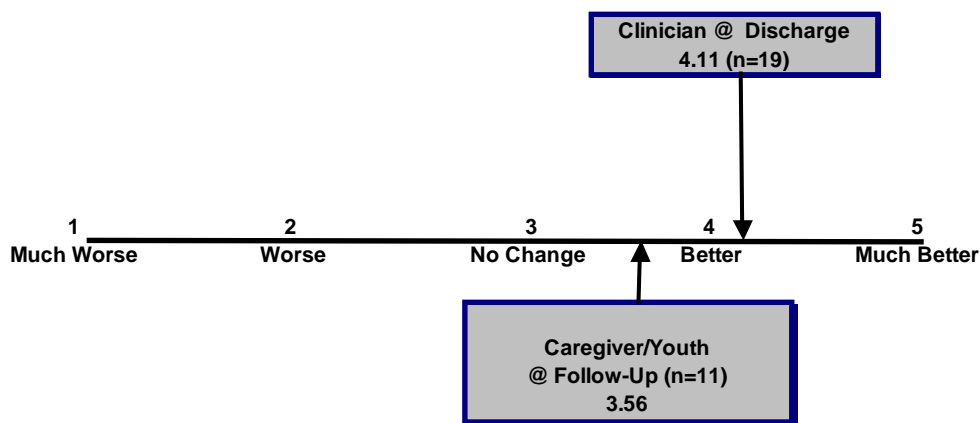 Clinician @ Discharge
4.11 (n=19)
1 2 3 4 5
Much Worse Worse No Change Better Much Better
Caregiver/Youth
@ Follow-Up (n=11)
3.56